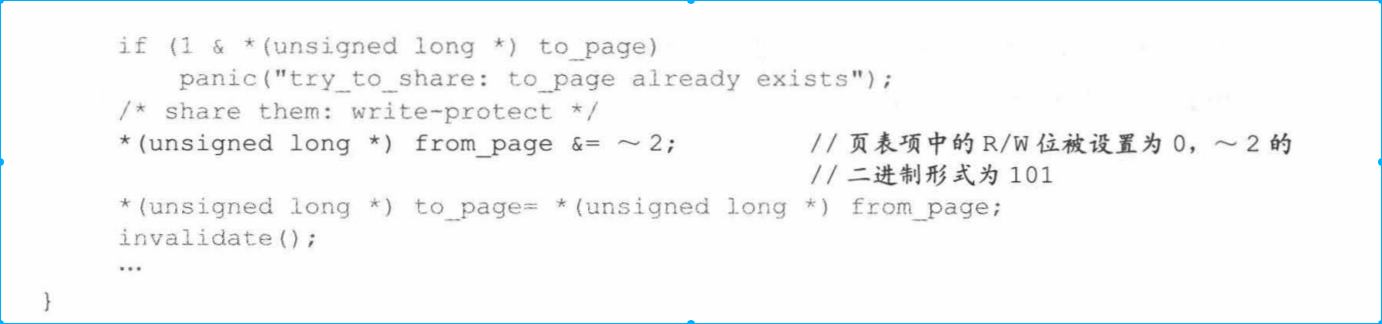 if (1 & *(unsigned long *) to_page)
panic("try_to_share: to_page already exists");
/* share them: write-protect */
*(unsigned long *) from_page &= ～2; // 页表项中的 R/W 位被设置为 0，～2 的
// 二进制形式为 101
*(unsigned long *) to_page= *(unsigned long *) from_page;
invalidate();
…
}